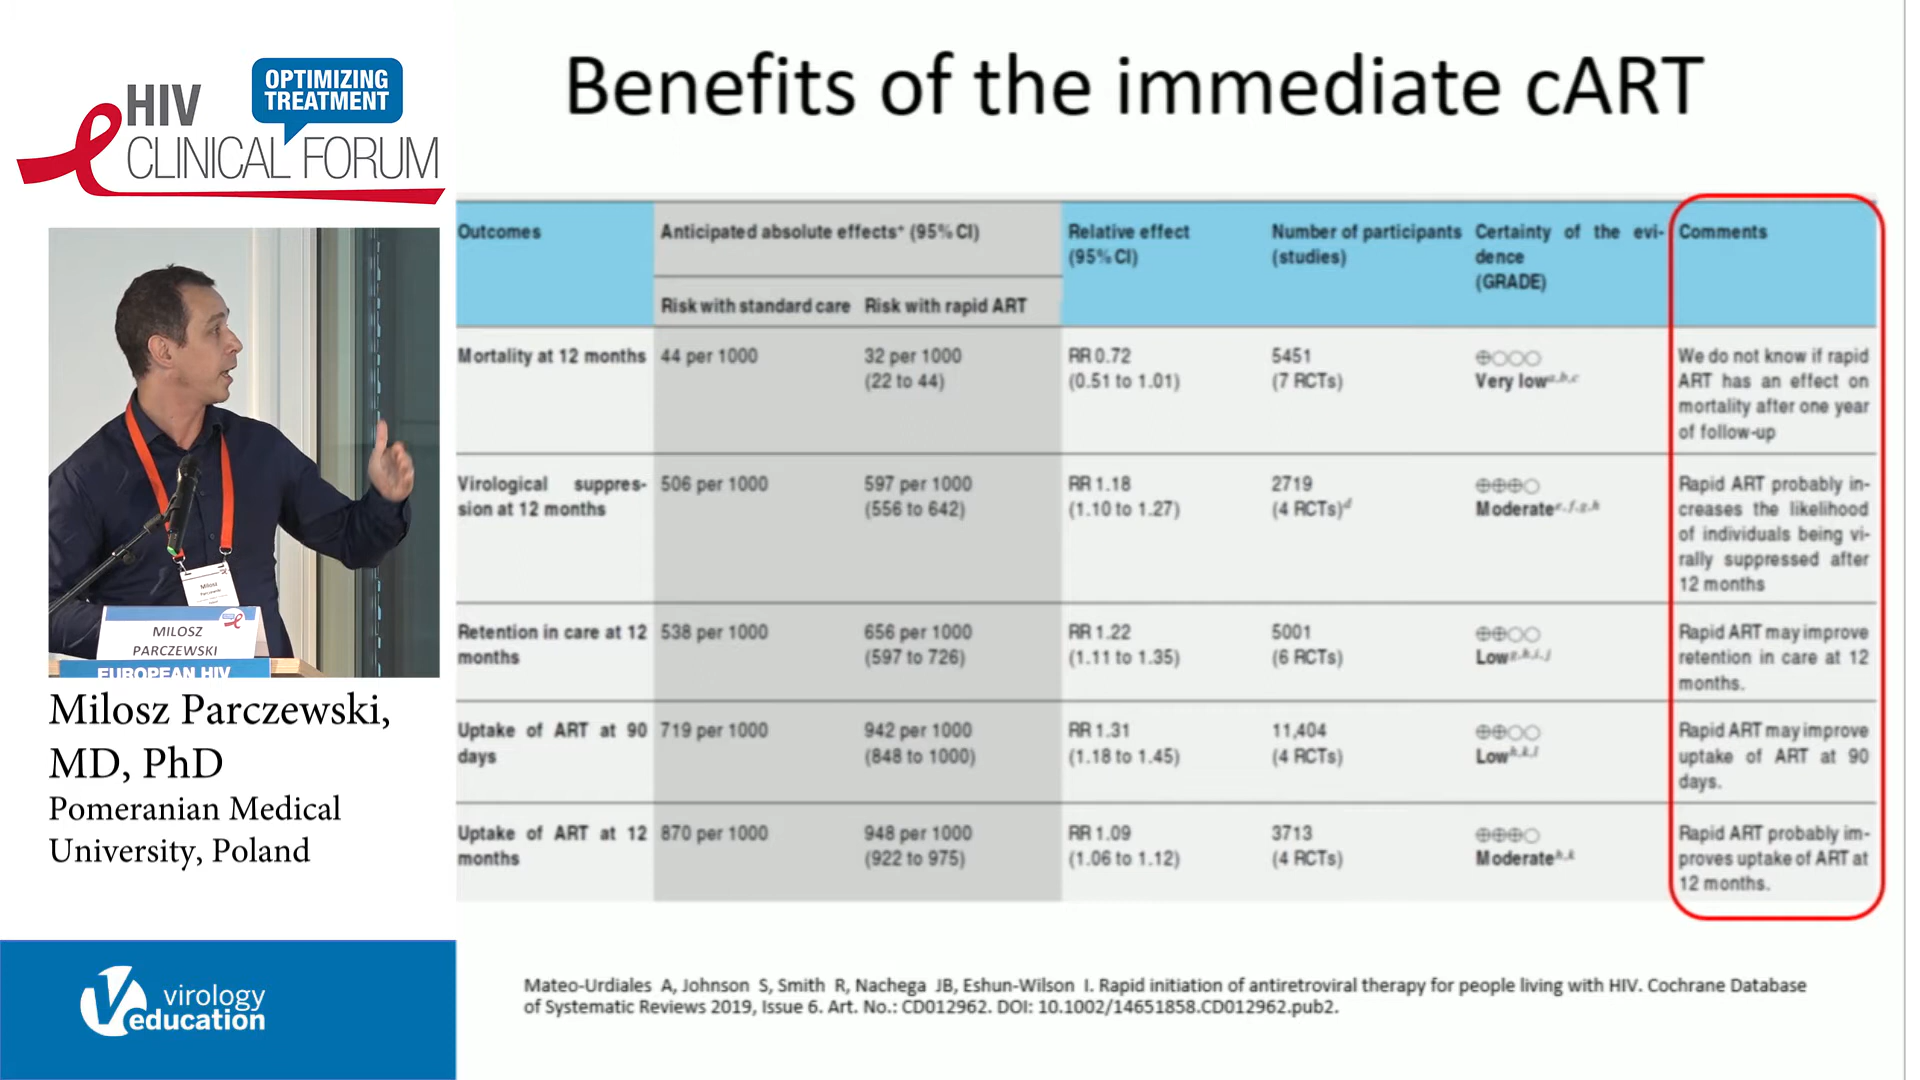 HIV
OPTIMIZING
TREATMENT
CLINICAL FORUM
Milosz
MILOSZ
PARCZEWSKI
EUROPEAN HIV
Milosz Parczewski,
MD, PhD
Pomeranian Medical
University, Poland
virology
education
Benefits of the immediate cART
Outcomes
Anticipated absolute effects* (95% CI)
Relative effect
(95% CI)
Number of participants
(studies)
Certainty of the evi-
dence
(GRADE)
Comments
Risk with standard care
Risk with rapid ART
Mortality at 12 months
44 per 1000
32 per 1000
(22 to 44)
RR 0.72
(0.51 to 1.01)
5451
(7 RCTs)
⊕◯◯◯
Very low a,b,c
We do not know if rapid
ART has an effect on
mortality after one year
of follow-up
Virological suppres-
sion at 12 months
506 per 1000
597 per 1000
(556 to 642)
RR 1.18
(1.10 to 1.27)
2719
(4 RCTs)d
⊕⊕⊕◯
Moderate e,f,g,h
Rapid ART probably in-
creases the likelihood
of individuals being vi-
rally suppressed after
12 months
Retention in care at 12
months
538 per 1000
656 per 1000
(597 to 726)
RR 1.22
(1.11 to 1.35)
5001
(6 RCTs)
⊕⊕◯◯
Low g,h,i,j
Rapid ART may improve
retention in care at 12
months.
Uptake of ART at 90
days
719 per 1000
942 per 1000
(848 to 1000)
RR 1.31
(1.18 to 1.45)
11,404
(4 RCTs)
⊕⊕◯◯
Low h,k,l
Rapid ART may improve
uptake of ART at 90
days.
Uptake of ART at 12
months
870 per 1000
948 per 1000
(922 to 975)
RR 1.09
(1.06 to 1.12)
3713
(4 RCTs)
⊕⊕⊕◯
Moderate h,k
Rapid ART probably im-
proves uptake of ART at
12 months.
Mateo-Urdiales A, Johnson S, Smith R, Nachega JB, Eshun-Wilson I. Rapid initiation of antiretroviral therapy for people living with HIV. Cochrane Database
of Systematic Reviews 2019, Issue 6. Art. No.: CD012962. DOI: 10.1002/14651858.CD012962.pub2.